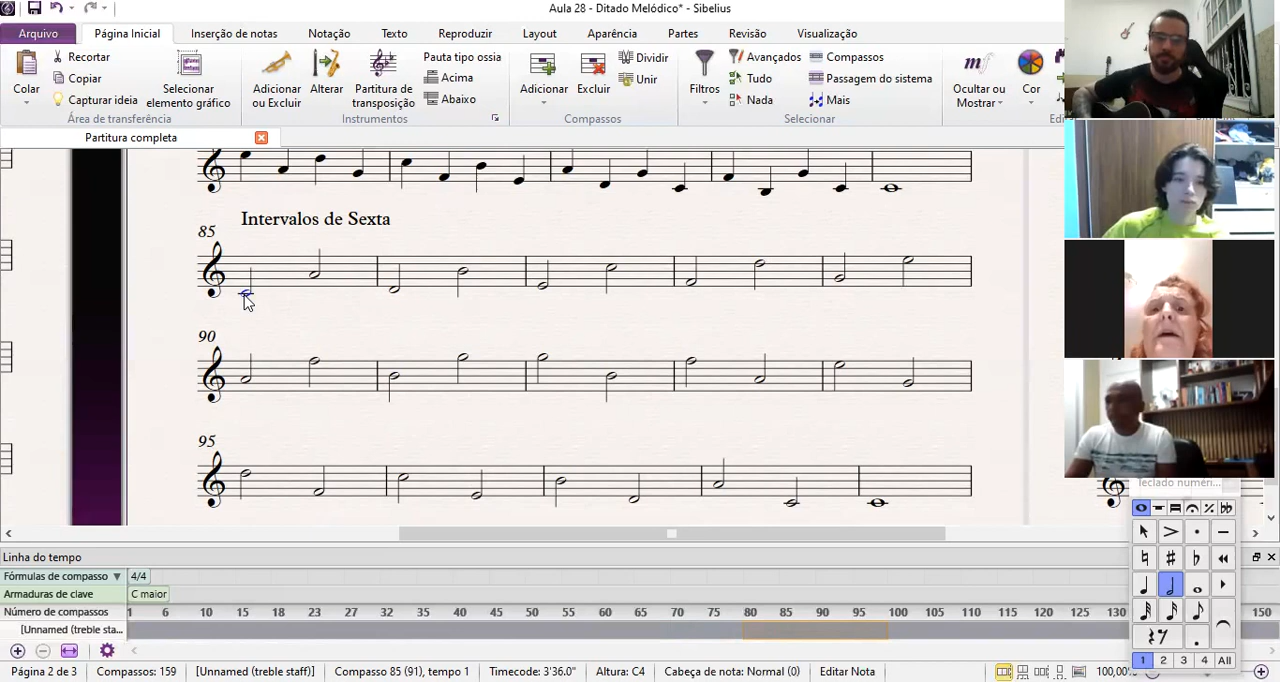 Aula 28 - Ditado Melódico* - Sibelius
Arquivo Página Inicial Inserção de notas Notação Texto Reproduzir Layout Aparência Partes Revisão Visualização
Colar
Recortar
Copiar
Capturar ideia
Selecionar elemento gráfico
Área de transferência
Adicionar ou Excluir
Alterar
Partitura de transposição
Pauta tipo ossia
Acima
Abaixo
Instrumentos
Adicionar
Excluir
Dividir
Unir
Compassos
Filtros
Avançados
Tudo
Nada
Compassos
Passagem do sistema
Mais
Selecionar
mf
Ocultar ou Mostrar
Cor
Partitura completa
Intervalos de Sexta
85
90
95
Teclado numéri...
Linha do tempo
Fórmulas de compasso 4/4
Armaduras de clave C maior
Número de compassos 1 6 10 14 18 23 27 31 35 40 45 50 55 60 65 70 75 80 85 90 95 100 105 110 115 120 125 130 150
[Unnamed (treble sta...
1 2 3 4 All
Página 2 de 3 Compassos: 159 [Unnamed (treble staff)] Compasso 85 (91), tempo 1 Timecode: 3'36.0" Altura: C4 Cabeça de nota: Normal (0) Editar Nota 100,00%